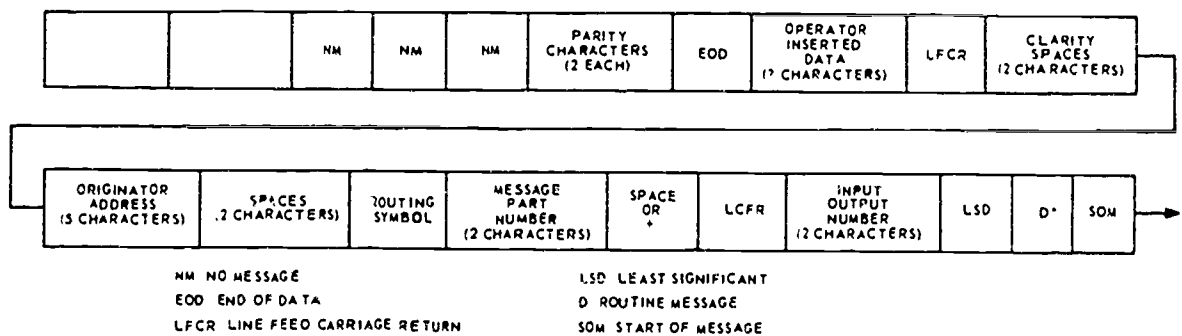 NM
NM
NM
PARITY
CHARACTERS
(2 EACH)
EOD
OPERATOR
INSERTED
DATA
(? CHARACTERS)
LFCR
CLARITY
SPACES
(2 CHARACTERS)
ORIGINATOR
ADDRESS
(5 CHARACTERS)
SPACES
(2 CHARACTERS)
ROUTING
SYMBOL
MESSAGE
PART
NUMBER
(2 CHARACTERS)
SPACE
OR
+
LCFR
INPUT
OUTPUT
NUMBER
(2 CHARACTERS)
LSD
D*
SOM
NM NO MESSAGE
EOD END OF DATA
LFCR LINE FEED CARRIAGE RETURN
LSD LEAST SIGNIFICANT
D ROUTINE MESSAGE
SOM START OF MESSAGE